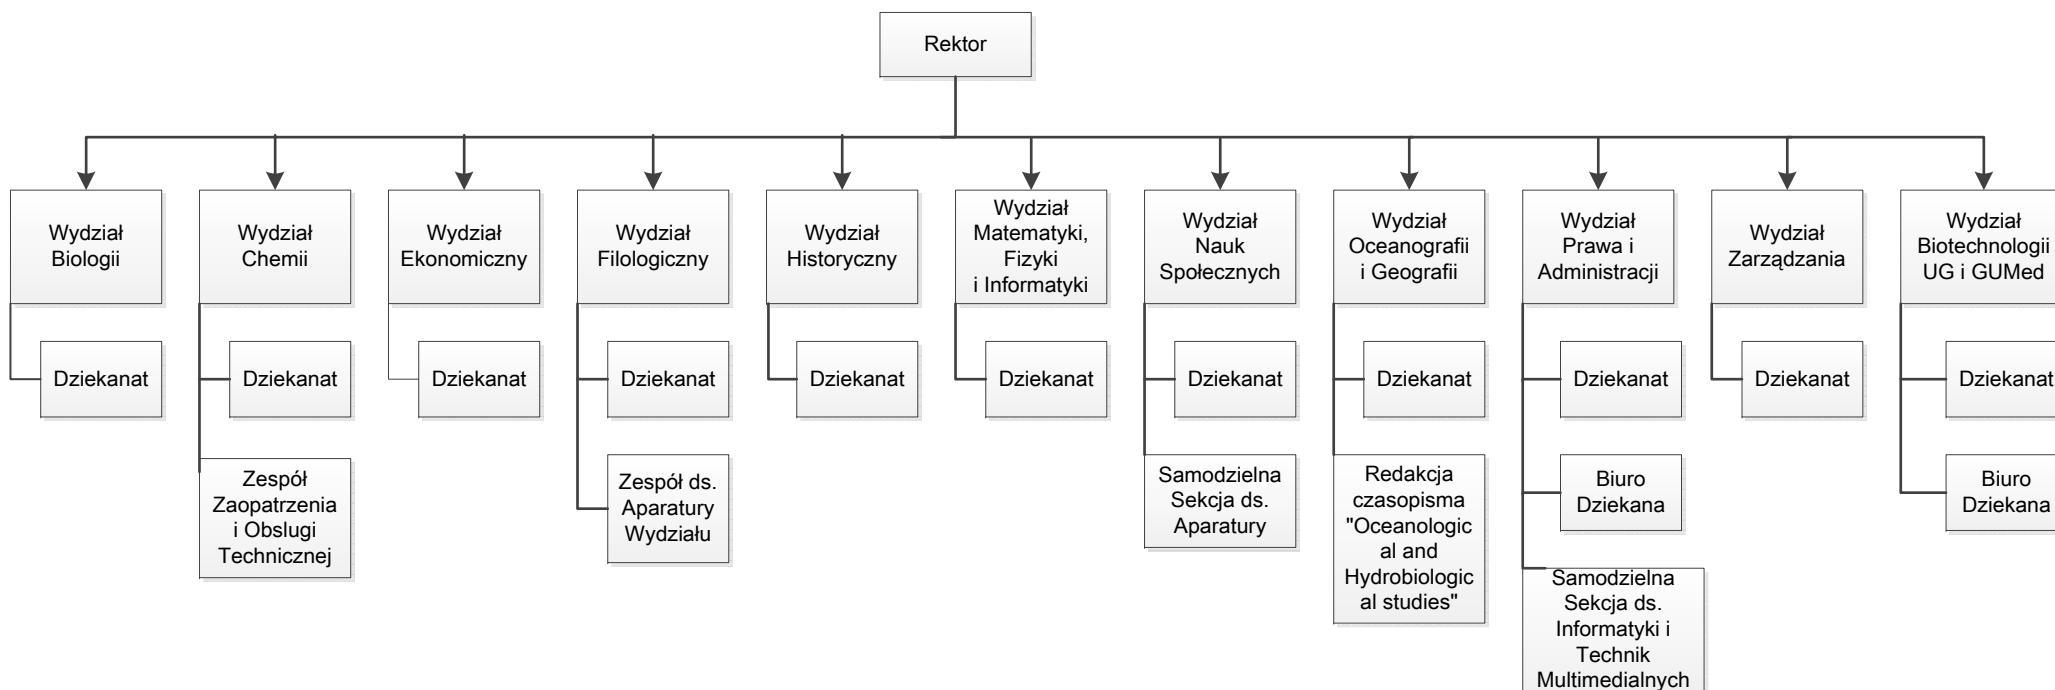 Rektor
Wydział
Biologii
Wydział
Chemii
Wydział
Ekonomiczny
Wydział
Filologiczny
Wydział
Historyczny
Wydział
Matematyki,
Fizyki
i Informatyki
Wydział
Nauk
Społecznych
Wydział
Oceanografii
i Geografii
Wydział
Prawa i
Administracji
Wydział
Zarządzania
Wydział
Biotechnologii
UG i GUMed
Dziekanat
Dziekanat
Dziekanat
Dziekanat
Dziekanat
Dziekanat
Dziekanat
Dziekanat
Dziekanat
Dziekanat
Dziekanat
Zespół
Zaopatrzenia
i Obslugi
Technicznej
Zespół ds.
Aparatury
Wydziału
Samodzielna
Sekcja ds.
Aparatury
Redakcja
czasopisma
"Oceanologic
al and
Hydrobiologic
al studies"
Biuro
Dziekana
Biuro
Dziekana
Samodzielna
Sekcja ds.
Informatyki i
Technik
Multimedialnych